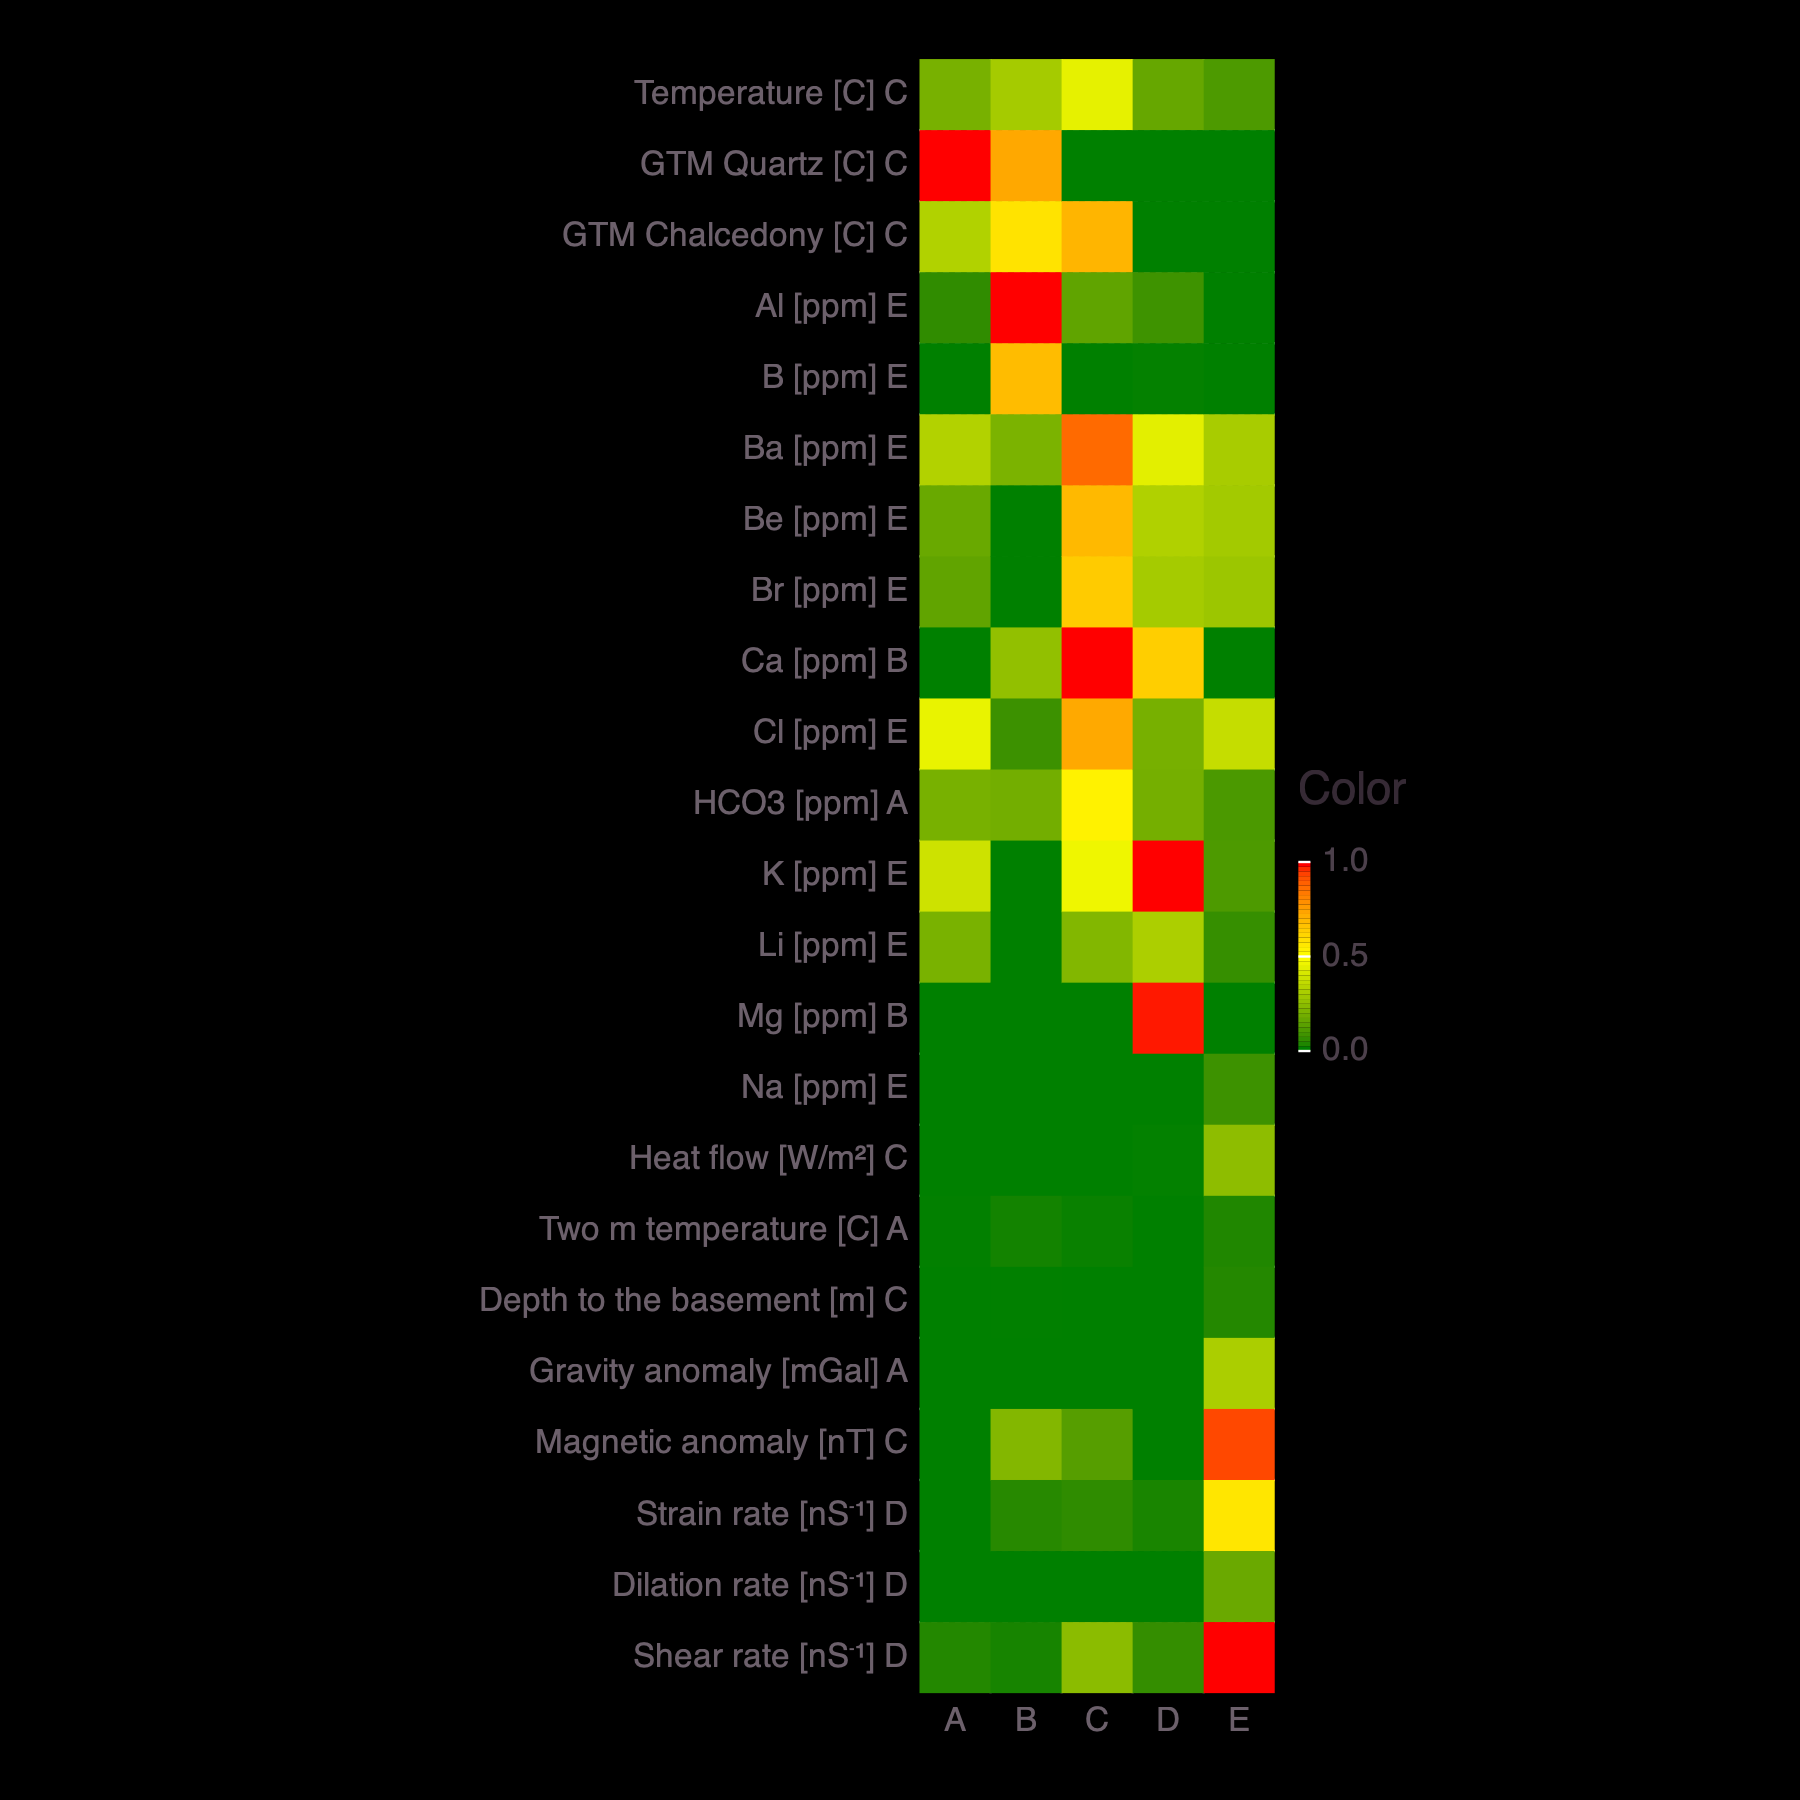 Temperature [C] C
GTM Quartz [C] C
GTM Chalcedony [C] C
Al [ppm] E
B [ppm] E
Ba [ppm] E
Be [ppm] E
Br [ppm] E
Ca [ppm] B
Cl [ppm] E
HCO3 [ppm] A
K [ppm] E
Li [ppm] E
Mg [ppm] B
Na [ppm] E
Heat flow [W/m²] C
Two m temperature [C] A
Depth to the basement [m] C
Gravity anomaly [mGal] A
Magnetic anomaly [nT] C
Strain rate [nS⁻¹] D
Dilation rate [nS⁻¹] D
Shear rate [nS⁻¹] D
A B C D E
Color
1.0
0.5
0.0